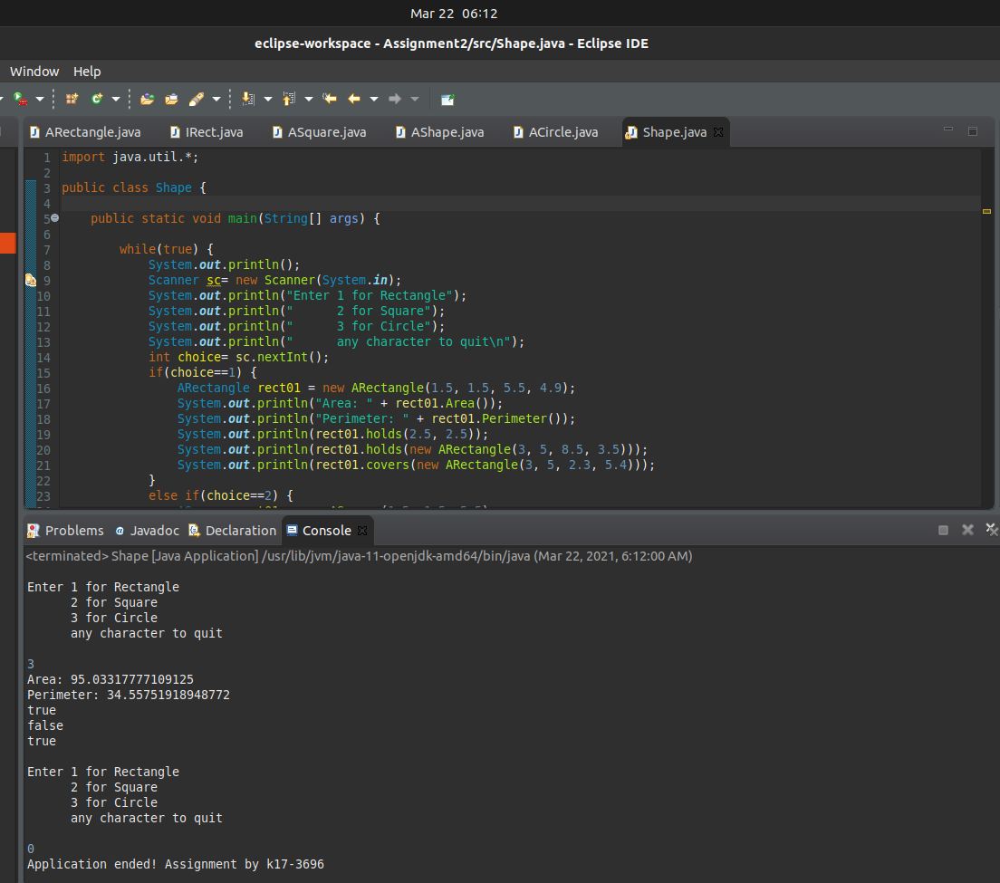 Mar 22  06:12
eclipse-workspace - Assignment2/src/Shape.java - Eclipse IDE
Window Help
ARectangle.java IRect.java ASquare.java AShape.java ACircle.java Shape.java
1 import java.util.*;
2
3 public class Shape {
4
5     public static void main(String[] args) {
6
7         while(true) {
8             System.out.println();
9             Scanner sc= new Scanner(System.in);
10             System.out.println("Enter 1 for Rectangle");
11             System.out.println("      2 for Square");
12             System.out.println("      3 for Circle");
13             System.out.println("      any character to quit\n");
14             int choice= sc.nextInt();
15             if(choice==1) {
16                 ARectangle rect01 = new ARectangle(1.5, 1.5, 5.5, 4.9);
17                 System.out.println("Area: " + rect01.Area());
18                 System.out.println("Perimeter: " + rect01.Perimeter());
19                 System.out.println(rect01.holds(2.5, 2.5));
20                 System.out.println(rect01.holds(new ARectangle(3, 5, 8.5, 3.5)));
21                 System.out.println(rect01.covers(new ARectangle(3, 5, 2.3, 5.4)));
22             }
23             else if(choice==2) {
Problems Javadoc Declaration Console
<terminated> Shape [Java Application] /usr/lib/jvm/java-11-openjdk-amd64/bin/java (Mar 22, 2021, 6:12:00 AM)
Enter 1 for Rectangle
      2 for Square
      3 for Circle
      any character to quit
3
Area: 95.03317777109125
Perimeter: 34.55751918948772
true
false
true
Enter 1 for Rectangle
      2 for Square
      3 for Circle
      any character to quit
0
Application ended! Assignment by k17-3696